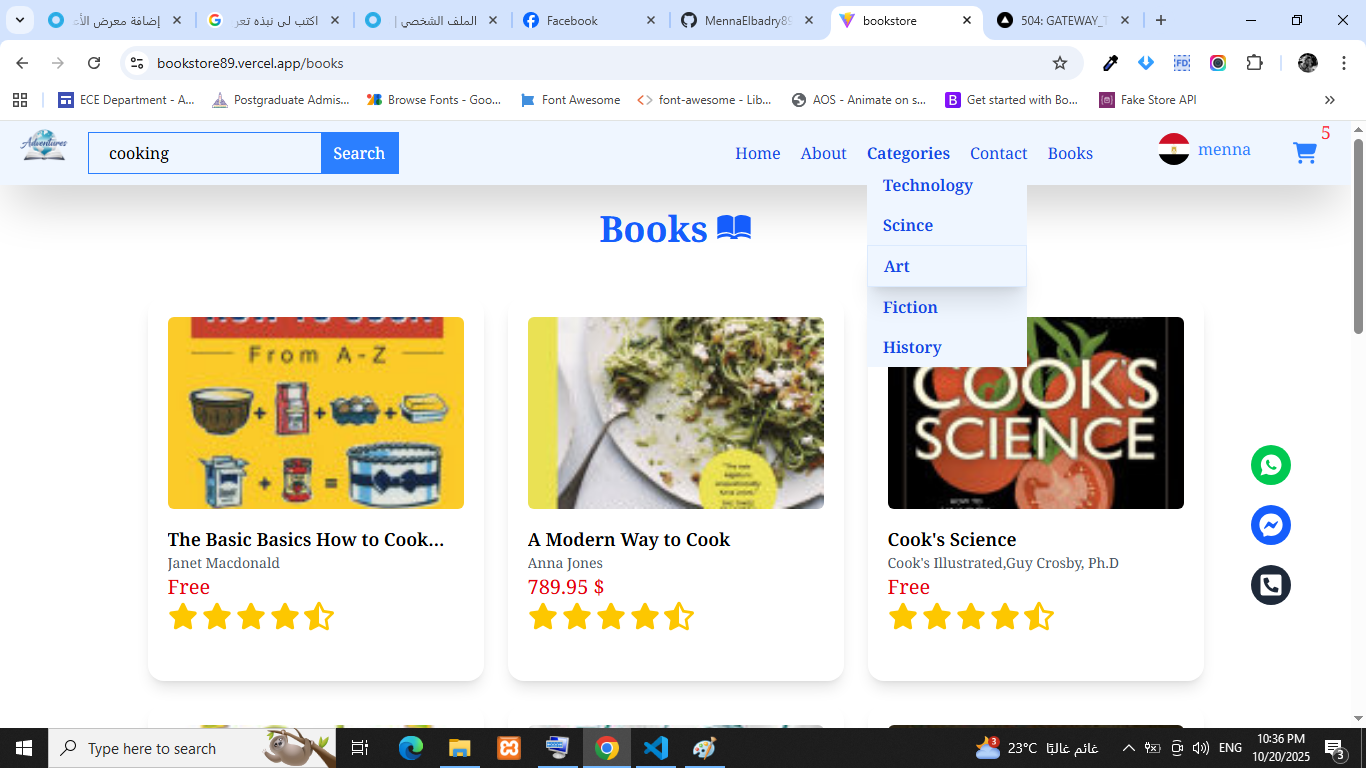 إضافة معرض الأع
اكتب لى نبذه تعر
الملف الشخصي |
Facebook
MennaElbadry89
bookstore
504: GATEWAY_T
bookstore89.vercel.app/books
ECE Department - A...
Postgraduate Admis...
Browse Fonts - Goo...
Font Awesome
font-awesome - Lib...
AOS - Animate on s...
Get started with Bo...
Fake Store API
Adventures
cooking
Search
Home
About
Categories
Contact
Books
menna
5
Technology
Scince
Art
Fiction
History
Books
HOW TO COOK
From A-Z
COOK'S
SCIENCE
The Basic Basics How to Cook...
Janet Macdonald
Free
A Modern Way to Cook
Anna Jones
789.95 $
Cook's Science
Cook's Illustrated,Guy Crosby, Ph.D
Free
Type here to search
3
23°C
غائم غالبًا
ENG
10:36 PM
10/20/2025
3